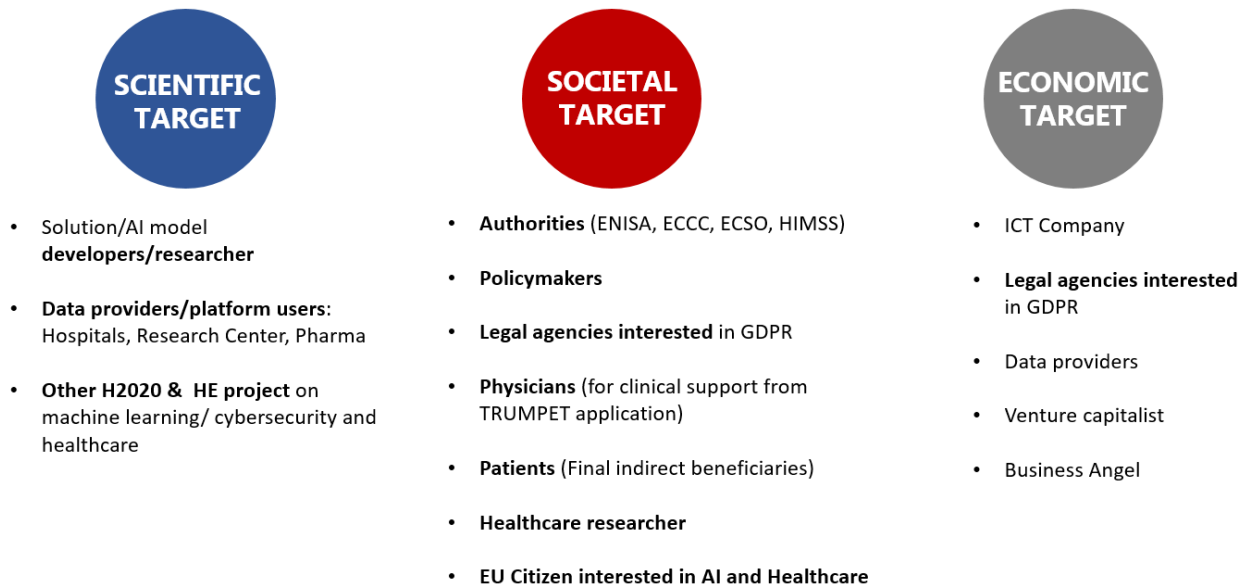 SCIENTIFIC
TARGET
• Solution/AI model
developers/researcher
• Data providers/platform users:
Hospitals, Research Center, Pharma
• Other H2020 & HE project on
machine learning/ cybersecurity and
healthcare
SOCIETAL
TARGET
• Authorities (ENISA, ECCC, ECSO, HIMSS)
• Policymakers
• Legal agencies interested in GDPR
• Physicians (for clinical support from
TRUMPET application)
• Patients (Final indirect beneficiaries)
• Healthcare researcher
• EU Citizen interested in AI and Healthcare
ECONOMIC
TARGET
• ICT Company
• Legal agencies interested
in GDPR
• Data providers
• Venture capitalist
• Business Angel